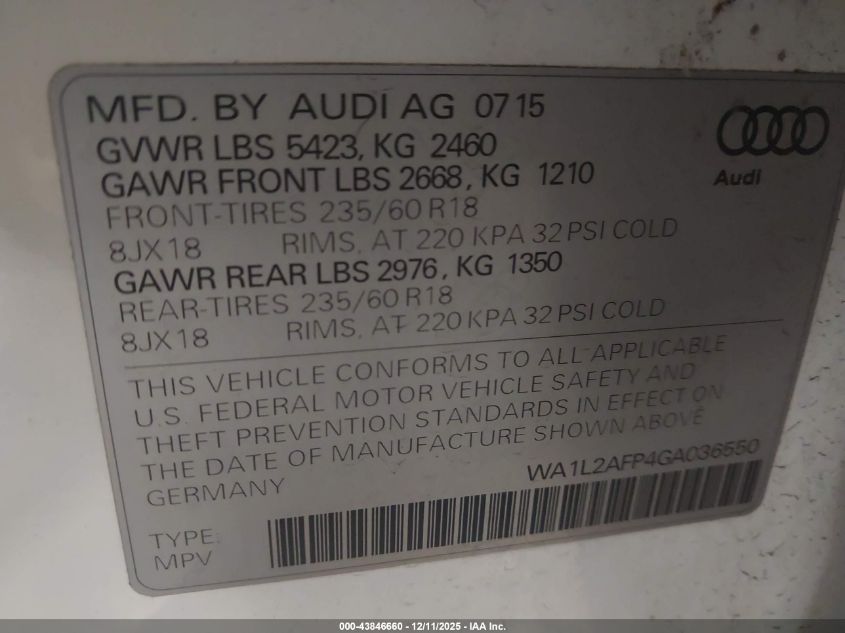 MFD. BY AUDI AG 0715
GVWR LBS 5423, KG 2460
GAWR FRONT LBS 2668, KG 1210
FRONT-TIRES 235/60 R18
8JX18 RIMS, AT 220 KPA 32 PSI COLD
GAWR REAR LBS 2976, KG 1350
REAR-TIRES 235/60 R18
8JX18 RIMS, AT 220 KPA 32 PSI COLD
Audi
THIS VEHICLE CONFORMS TO ALL APPLICABLE
U.S. FEDERAL MOTOR VEHICLE SAFETY AND
THEFT PREVENTION STANDARDS IN EFFECT ON
THE DATE OF MANUFACTURE SHOWN ABOVE
GERMANY
WA1L2AFP4GA036550
TYPE:
MPV
000-43846660 - 12/11/2025 - IAA Inc.